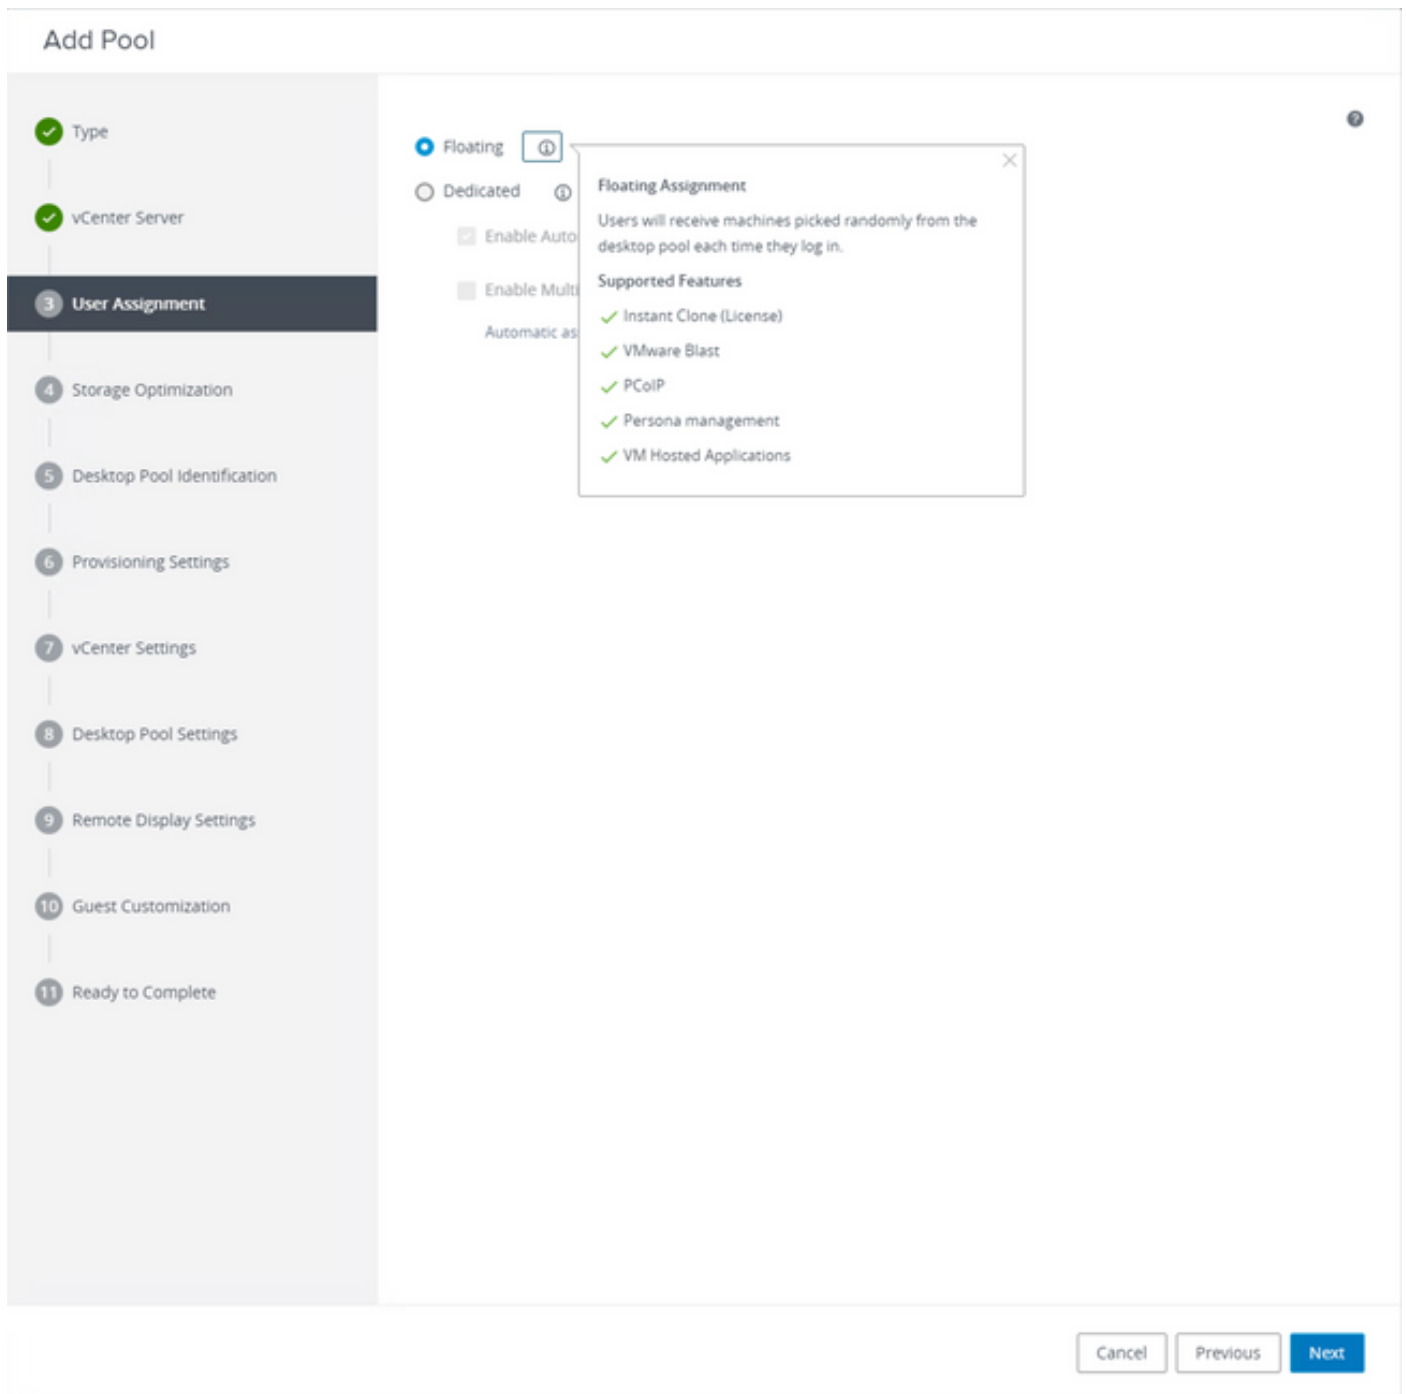 Add Pool
Type
vCenter Server
3 User Assignment
4 Storage Optimization
5 Desktop Pool Identification
6 Provisioning Settings
7 vCenter Settings
8 Desktop Pool Settings
9 Remote Display Settings
10 Guest Customization
11 Ready to Complete
Floating
Dedicated
Enable Auto
Enable Multi
Automatic as
Floating Assignment
Users will receive machines picked randomly from the
desktop pool each time they log in.
Supported Features
Instant Clone (License)
VMware Blast
PCoIP
Persona management
VM Hosted Applications
Cancel Previous Next